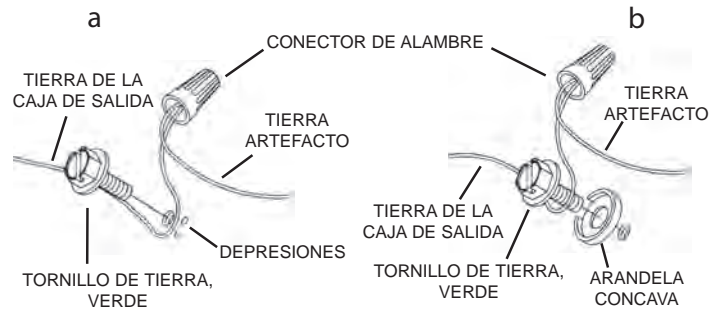 a
b
CONECTOR DE ALAMBRE
TIERRA DE LA
CAJA DE SALIDA
TIERRA
ARTEFACTO
DEPRESIONES
TORNILLO DE TIERRA,
VERDE
TIERRA
ARTEFACTO
TIERRA DE LA
CAJA DE SALIDA
TORNILLO DE TIERRA,
VERDE
ARANDELA
CONCAVA